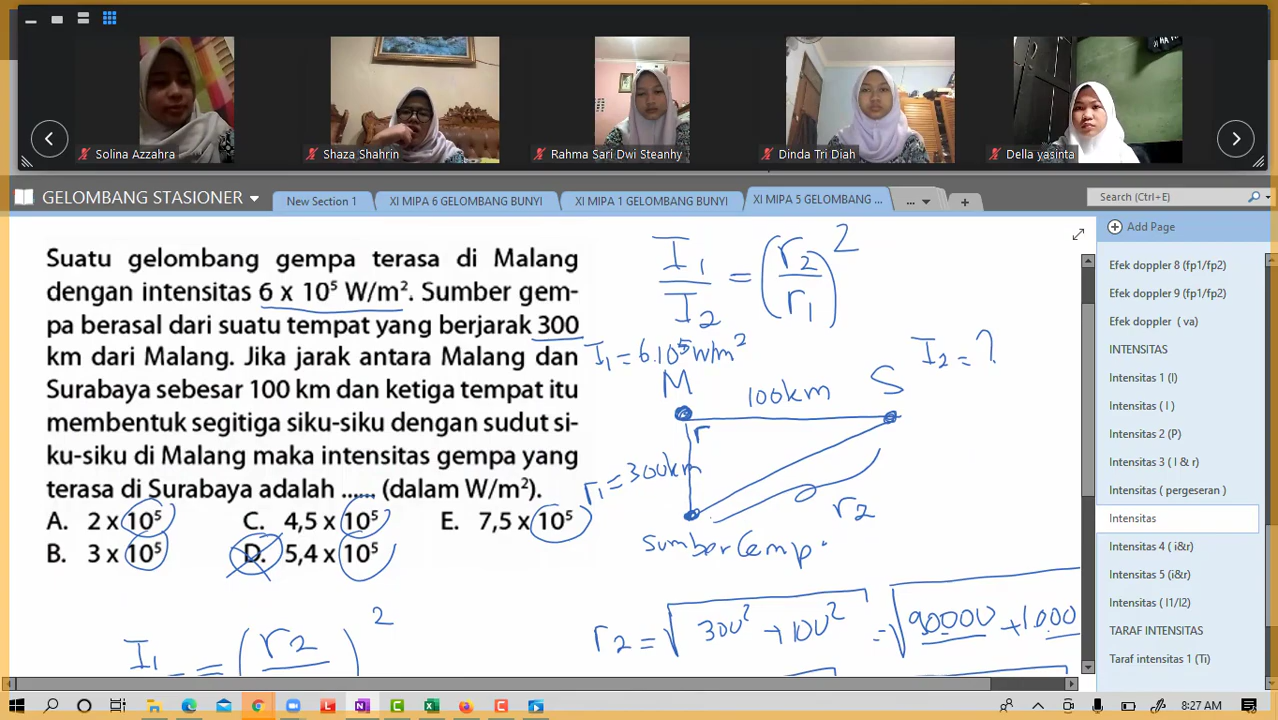 Solina Azzahra
Shaza Shahrin
Rahma Sari Dwi Steanhy
Dinda Tri Diah
Della yasinta
GELOMBANG STASIONER
New Section 1
XI MIPA 6 GELOMBANG BUNYI
XI MIPA 1 GELOMBANG BUNYI
XI MIPA 5 GELOMBANG ...
...
Search (Ctrl+E)
Suatu gelombang gempa terasa di Malang
dengan intensitas 6 x 10⁵ W/m². Sumber gem-
pa berasal dari suatu tempat yang berjarak 300
km dari Malang. Jika jarak antara Malang dan
Surabaya sebesar 100 km dan ketiga tempat itu
membentuk segitiga siku-siku dengan sudut si-
ku-siku di Malang maka intensitas gempa yang
terasa di Surabaya adalah ...... (dalam W/m²).
A. 2 x 10⁵ C. 4,5 x 10⁵ E. 7,5 x 10⁵
B. 3 x 10⁵ D. 5,4 x 10⁵
I₁/I₂ = (r₂/r₁)²
I₁ = 6.10⁵ W/m²
I₂ = ?
M
100km
S
r₁ = 300km
r₂
sumber Gemp
r₂ = √300² + 100² = √90000 + 1000
I₁ = (r₂)²
Add Page
Efek doppler 8 (fp1/fp2)
Efek doppler 9 (fp1/fp2)
Efek doppler ( va)
INTENSITAS
Intensitas 1 (I)
Intensitas ( I )
Intensitas 2 (P)
Intensitas 3 ( I & r)
Intensitas ( pergeseran )
Intensitas
Intensitas 4 ( i&r)
Intensitas 5 (i&r)
Intensitas ( I1/I2)
TARAF INTENSITAS
Taraf intensitas 1 (Ti)
8:27 AM